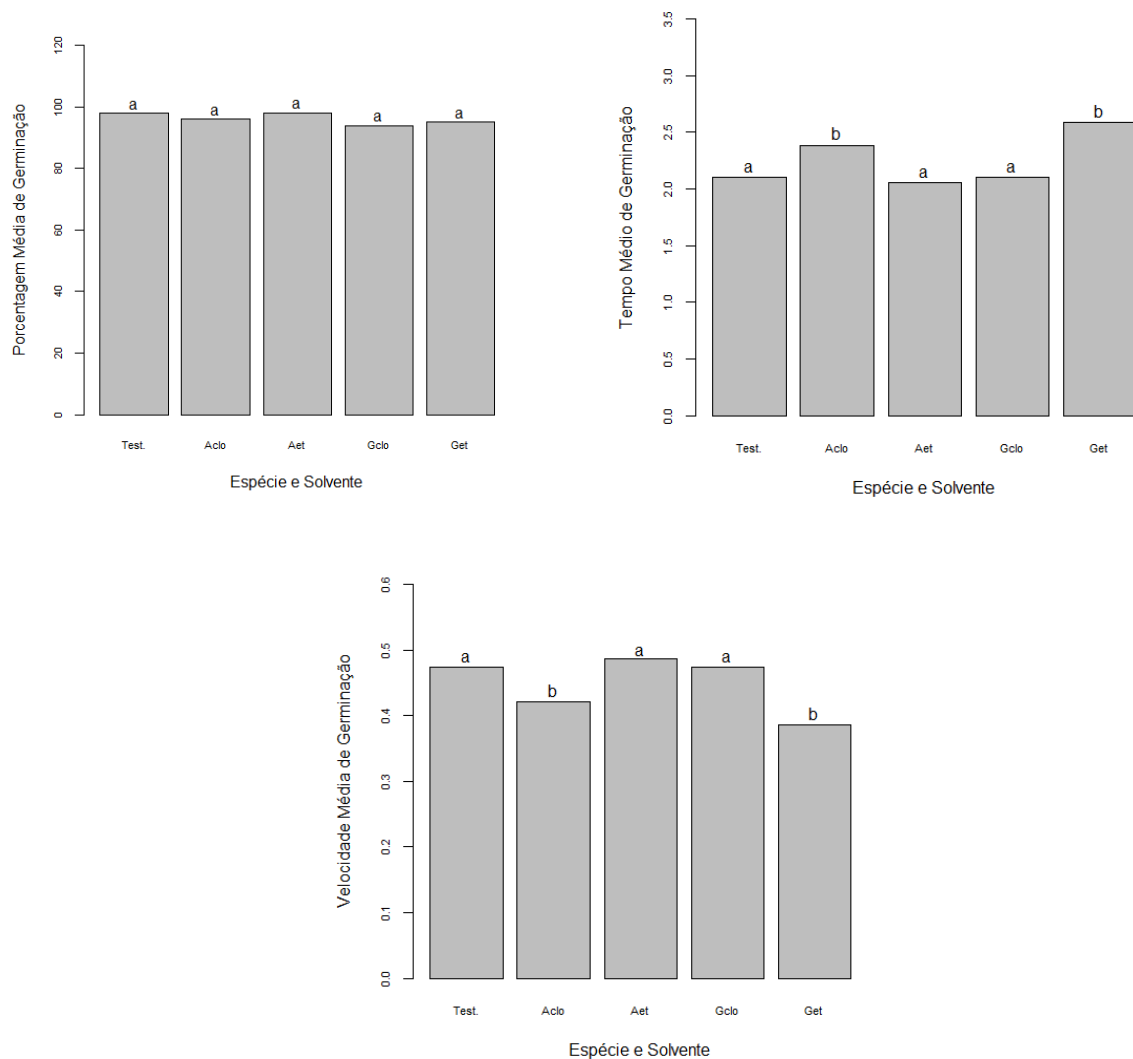 Porcentagem Média de Germinação
120
100
80
60
40
20
0
a a a a a
Test. Aclo Aet Gclo Get
Espécie e Solvente
Tempo Médio de Germinação
3.5
3.0
2.5
2.0
1.5
1.0
0.5
0.0
a b a a b
Test. Aclo Aet Gclo Get
Espécie e Solvente
Velocidade Média de Germinação
0.6
0.5
0.4
0.3
0.2
0.1
0.0
a b a a b
Test. Aclo Aet Gclo Get
Espécie e Solvente